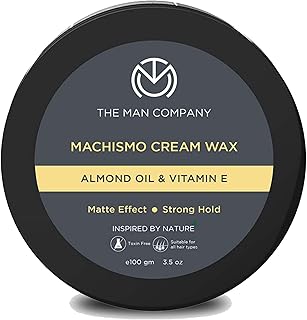 THE MAN COMPANY
MACHISMO CREAM WAX
ALMOND OIL & VITAMIN E
Matte Effect ● Strong Hold
INSPIRED BY NATURE
Toxin Free
Suitable for
all hair types
e100 gm 3.5 oz